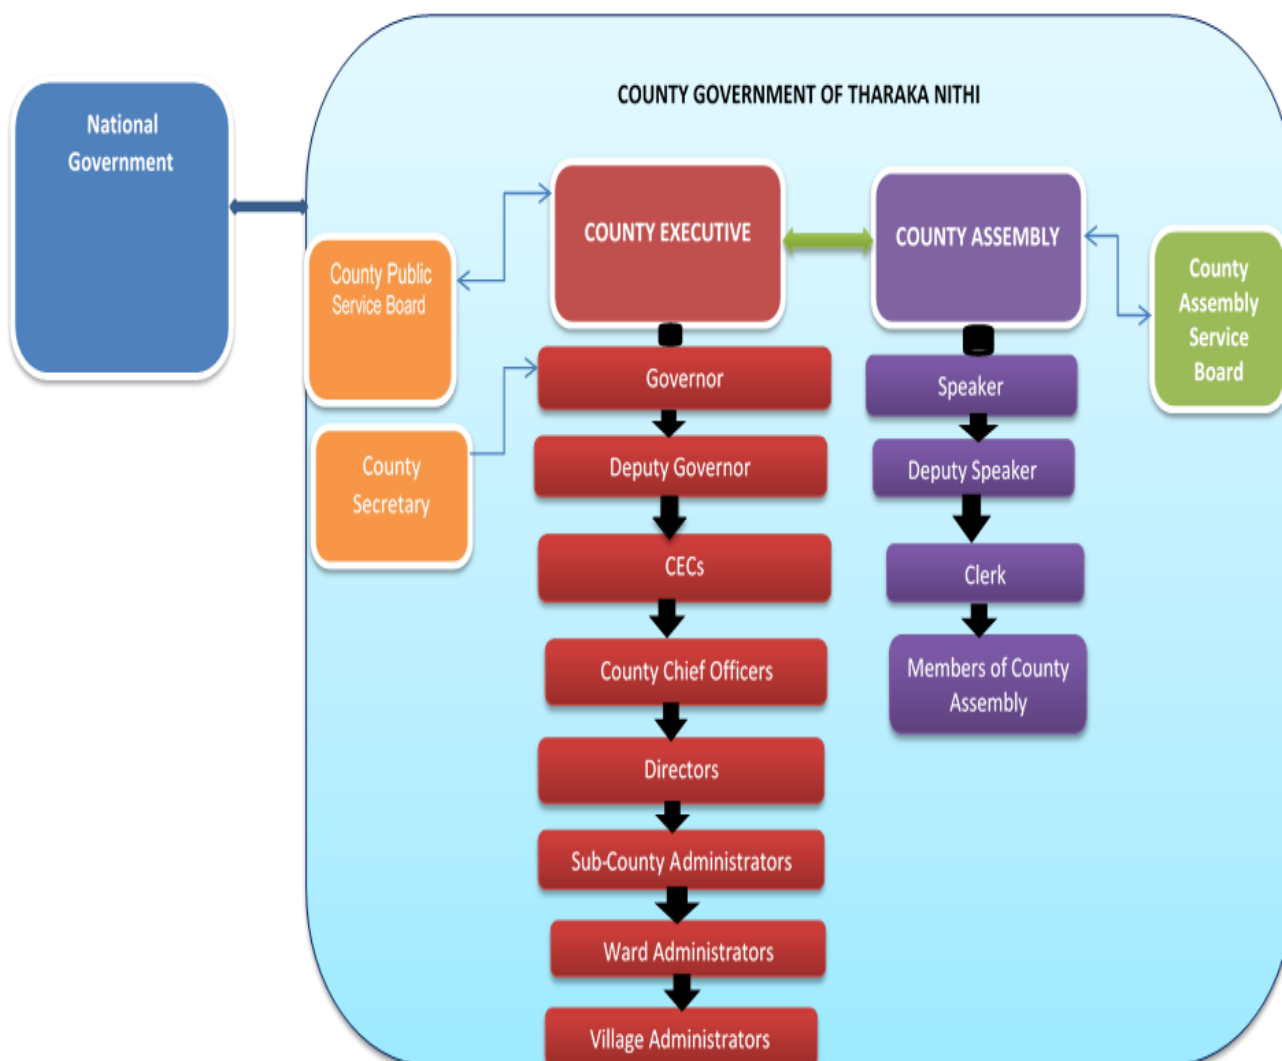 COUNTY GOVERNMENT OF THARAKA NITHI
National
Government
COUNTY EXECUTIVE
COUNTY ASSEMBLY
County Public
Service Board
County
Assembly
Service
Board
Governor
Speaker
County
Secretary
Deputy Governor
Deputy Speaker
CECs
Clerk
County Chief Officers
Members of County
Assembly
Directors
Sub-County Administrators
Ward Administrators
Village Administrators